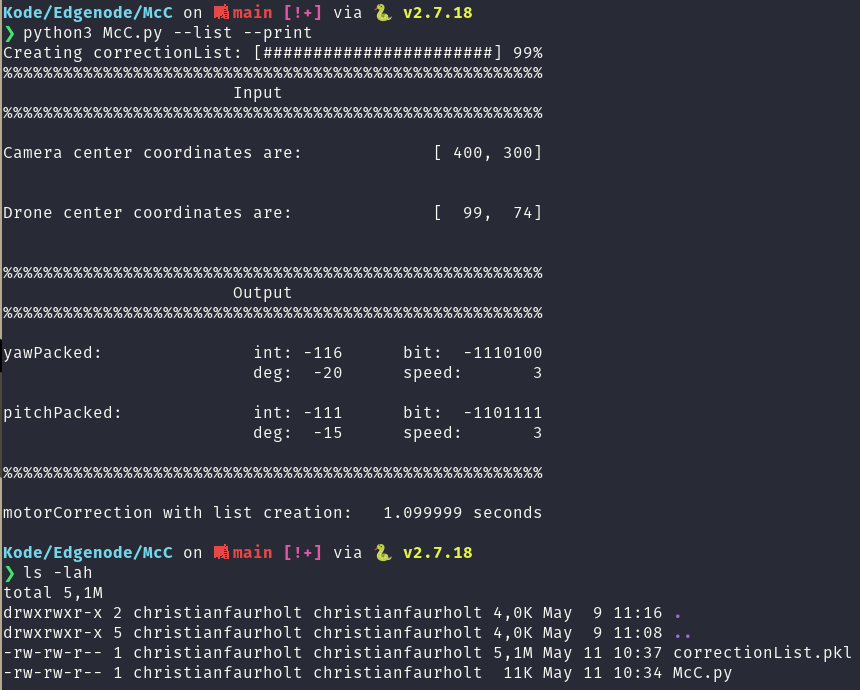 Kode/Edgenode/McC on main [!+] via 🐍 v2.7.18
❯ python3 McC.py --list --print
Creating correctionList: [#######################] 99%
%%%%%%%%%%%%%%%%%%%%%%%%%%%%%%%%%%%%%%%%%%%%%%%%%%%%%%
Input
%%%%%%%%%%%%%%%%%%%%%%%%%%%%%%%%%%%%%%%%%%%%%%%%%%%%%%
Camera center coordinates are:             [ 400, 300]
Drone center coordinates are:              [  99,  74]
%%%%%%%%%%%%%%%%%%%%%%%%%%%%%%%%%%%%%%%%%%%%%%%%%%%%%%
Output
%%%%%%%%%%%%%%%%%%%%%%%%%%%%%%%%%%%%%%%%%%%%%%%%%%%%%%
yawPacked:               int: -116      bit:  -1110100
                         deg:  -20      speed:       3
pitchPacked:             int: -111      bit:  -1101111
                         deg:  -15      speed:       3
%%%%%%%%%%%%%%%%%%%%%%%%%%%%%%%%%%%%%%%%%%%%%%%%%%%%%%
motorCorrection with list creation:   1.099999 seconds
Kode/Edgenode/McC on main [!+] via 🐍 v2.7.18
❯ ls -lah
total 5,1M
drwxrwxr-x 2 christianfaurholt christianfaurholt 4,0K May  9 11:16 .
drwxrwxr-x 5 christianfaurholt christianfaurholt 4,0K May  9 11:08 ..
-rw-rw-r-- 1 christianfaurholt christianfaurholt 5,1M May 11 10:37 correctionList.pkl
-rw-rw-r-- 1 christianfaurholt christianfaurholt  11K May 11 10:34 McC.py